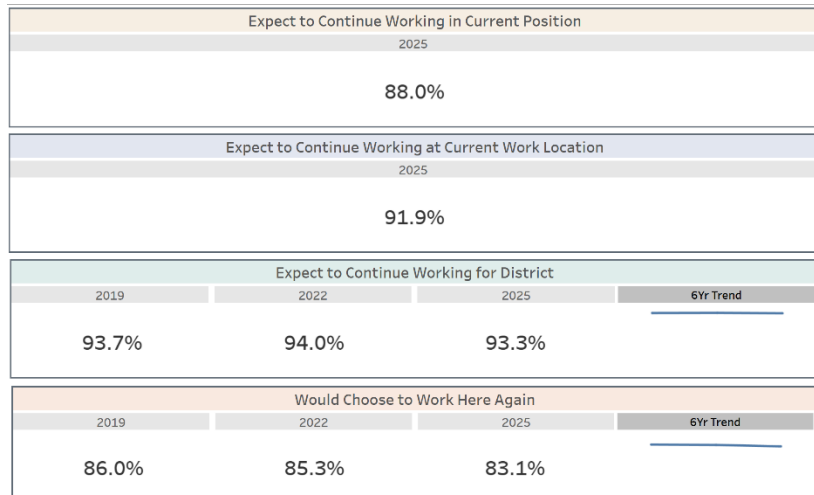 Expect to Continue Working in Current Position
2025
88.0%
Expect to Continue Working at Current Work Location
2025
91.9%
Expect to Continue Working for District
2019 2022 2025 6Yr Trend
93.7% 94.0% 93.3%
Would Choose to Work Here Again
2019 2022 2025 6Yr Trend
86.0% 85.3% 83.1%